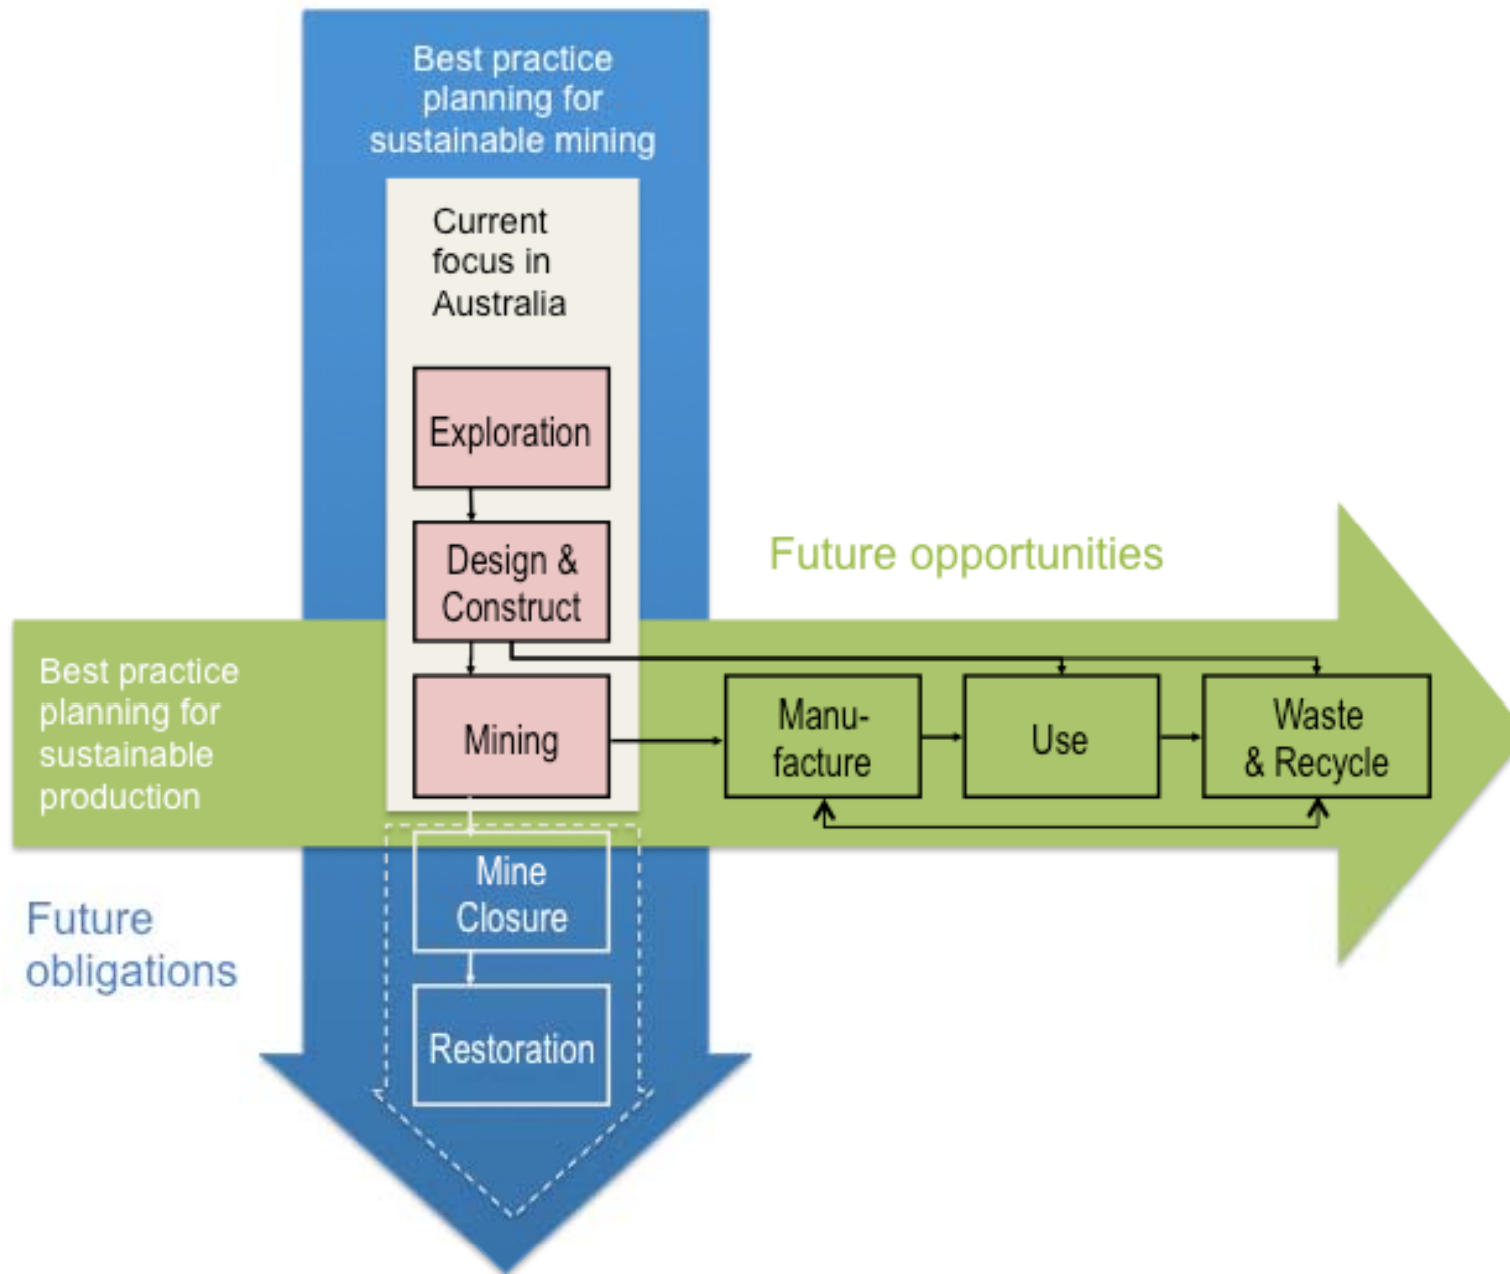 Best practice
planning for
sustainable mining
Current
focus in
Australia
Exploration
Design &
Construct
Future opportunities
Best practice
planning for
sustainable
production
Mining
Manu-
facture
Use
Waste
& Recycle
Future
obligations
Mine
Closure
Restoration